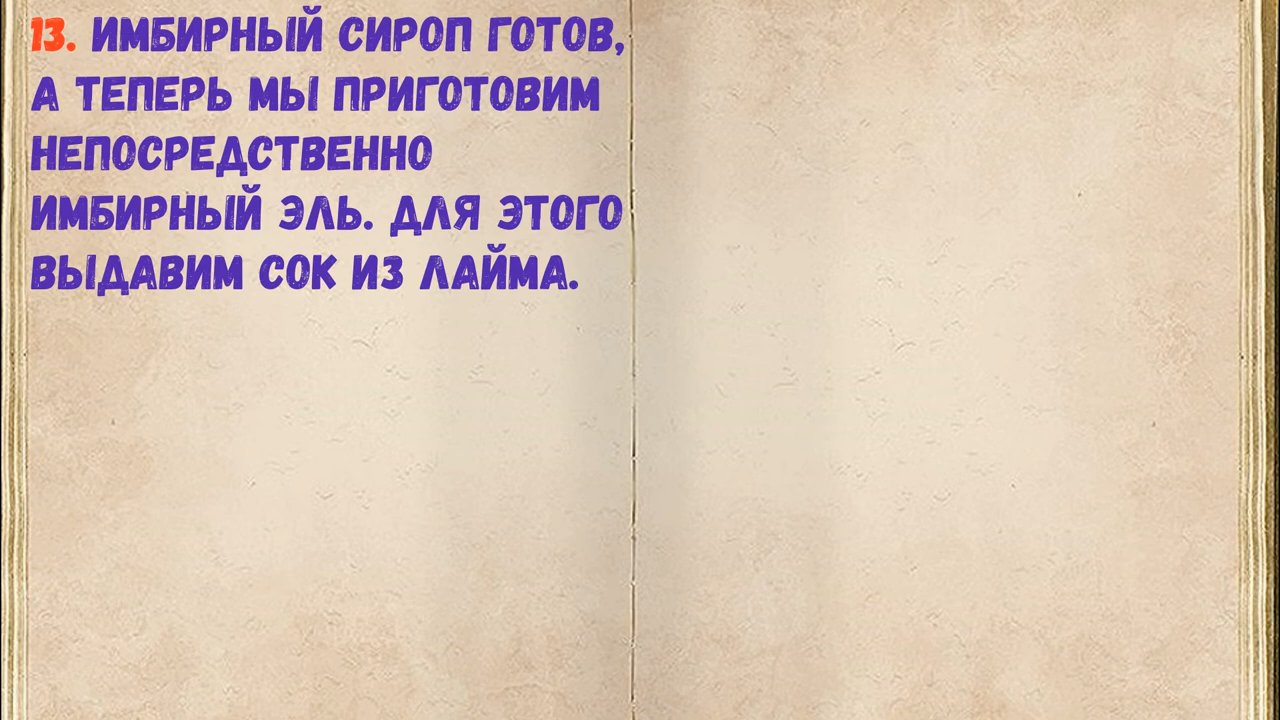 13. ИМБИРНЫЙ СИРОП ГОТОВ,
А ТЕПЕРЬ МЫ ПРИГОТОВИМ
НЕПОСРЕДСТВЕННО
ИМБИРНЫЙ ЭЛЬ. ДЛЯ ЭТОГО
ВЫДАВИМ СОК ИЗ ЛАЙМА.